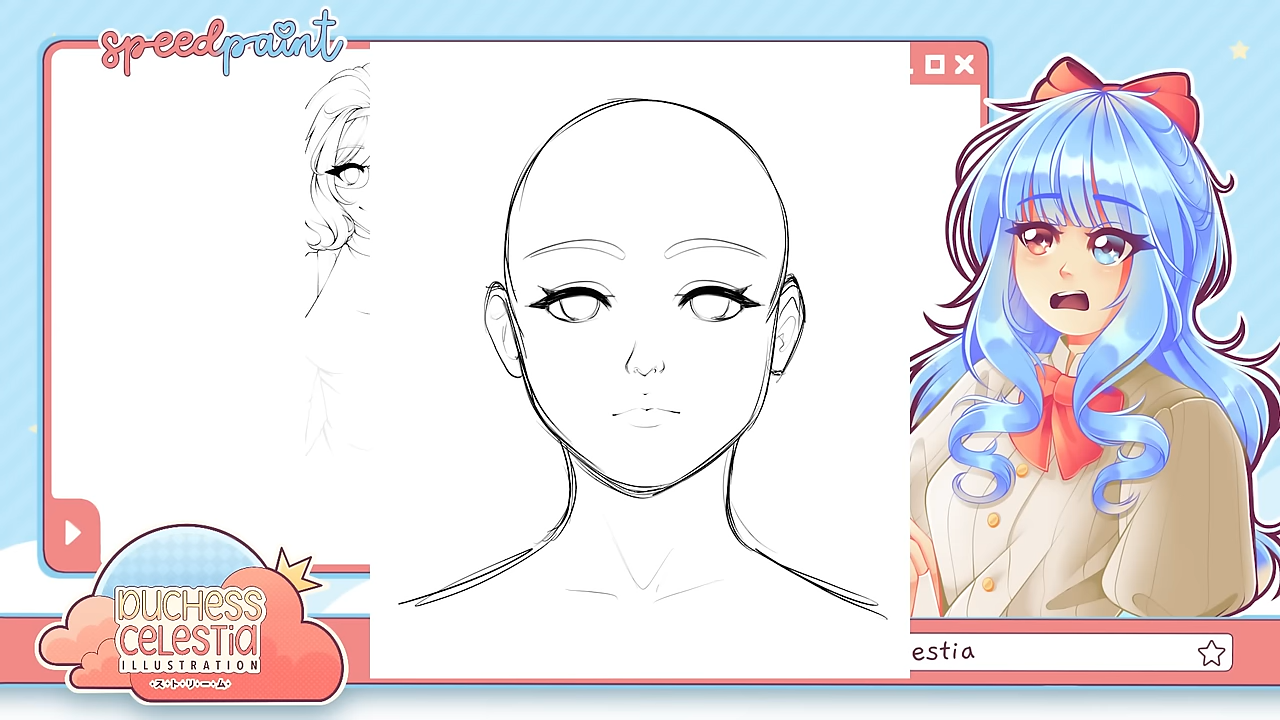 speedpaint
DUCHESS
CELESTIA
ILLUSTRATION
·ス·ト·リ·ー·ム·
estia